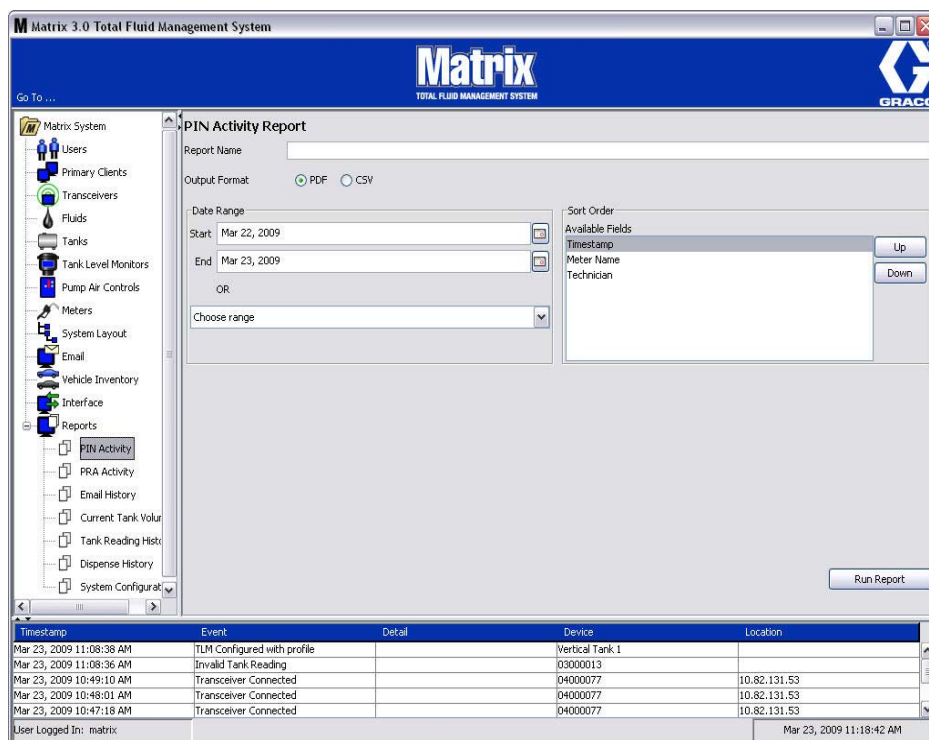 M Matrix 3.0 Total Fluid Management System
Matrix
TOTAL FLUID MANAGEMENT SYSTEM
Go To ...
GRACO
Matrix System
Users
Primary Clients
Transceivers
Fluids
Tanks
Tank Level Monitors
Pump Air Controls
Meters
System Layout
Email
Vehicle Inventory
Interface
Reports
PIN Activity
PRA Activity
Email History
Current Tank Volur
Tank Reading Histo
Dispense History
System Configurat
PIN Activity Report
Report Name
Output Format PDF CSV
Date Range
Start Mar 22, 2009
End Mar 23, 2009
OR
Choose range
Sort Order
Available Fields
Timestamp
Meter Name
Technician
Up
Down
Run Report
Timestamp Event Detail Device Location
Mar 23, 2009 11:08:38 AM TLM Configured with profile Vertical Tank 1
Mar 23, 2009 11:08:36 AM Invalid Tank Reading 03000013
Mar 23, 2009 10:49:10 AM Transceiver Connected 04000077 10.82.131.53
Mar 23, 2009 10:48:01 AM Transceiver Connected 04000077 10.82.131.53
Mar 23, 2009 10:47:18 AM Transceiver Connected 04000077 10.82.131.53
User Logged In: matrix Mar 23, 2009 11:18:42 AM